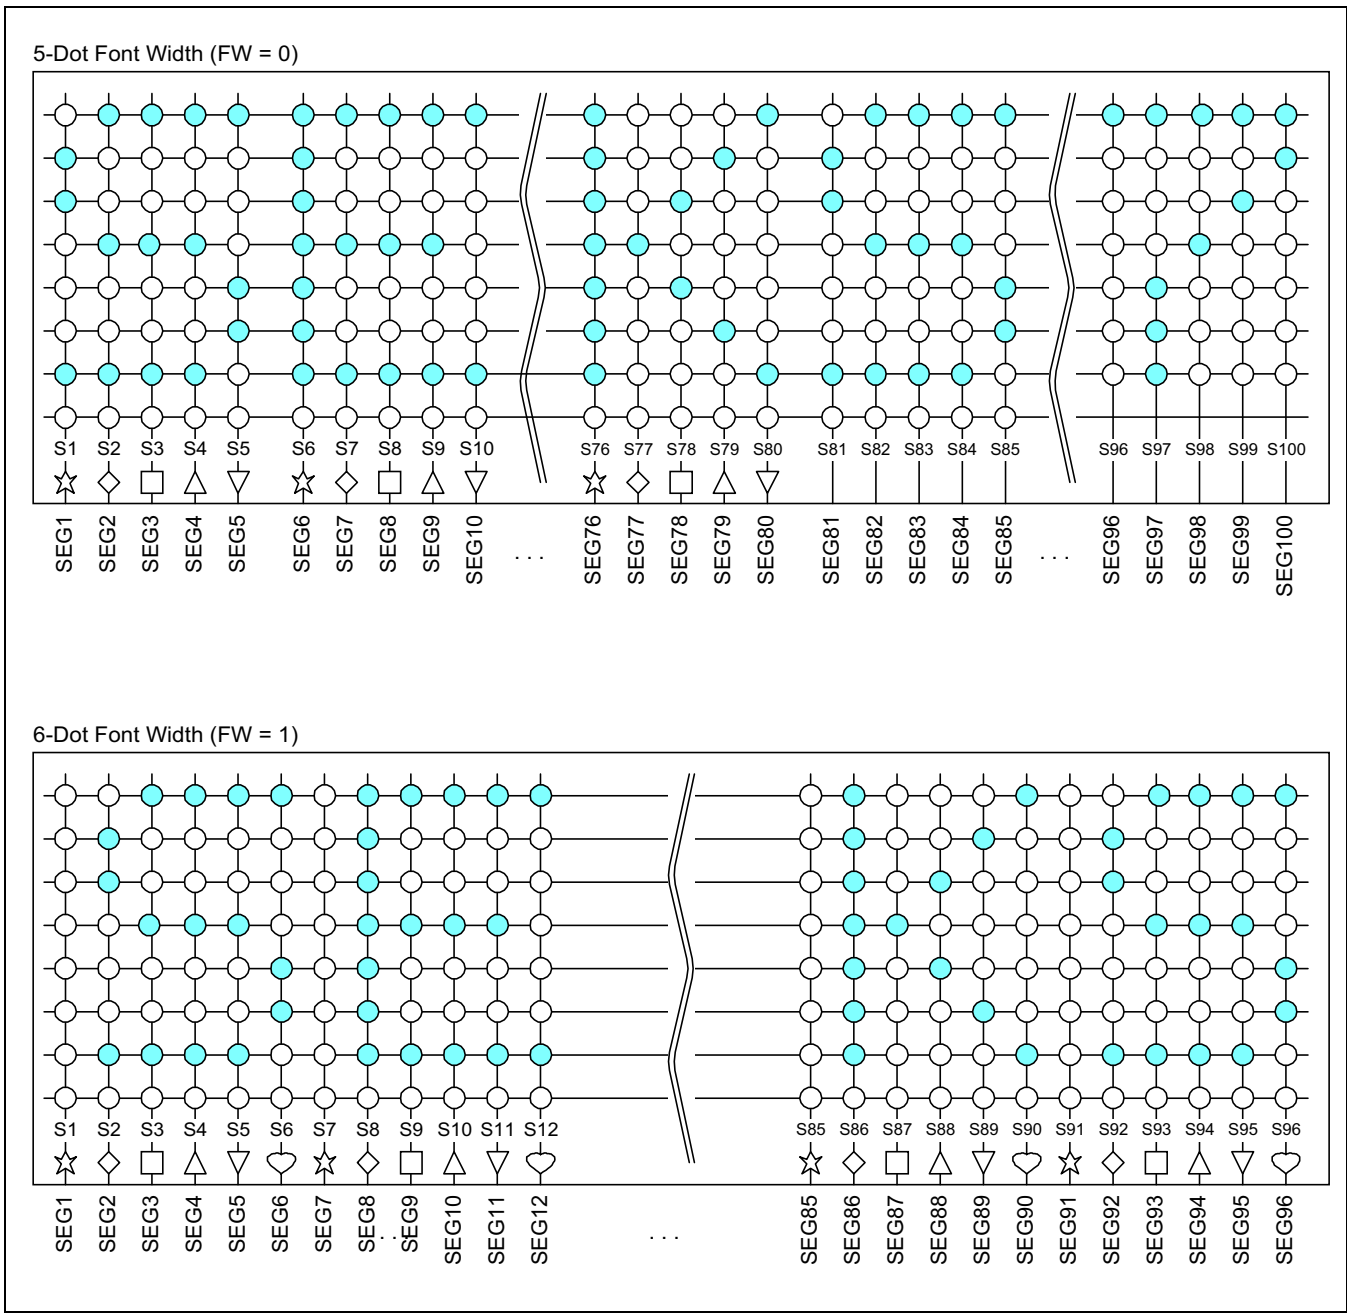 5-Dot Font Width (FW = 0)
S1 S2 S3 S4 S5 S6 S7 S8 S9 S10 S76 S77 S78 S79 S80 S81 S82 S83 S84 S85 S96 S97 S98 S99 S100
SEG1 SEG2 SEG3 SEG4 SEG5 SEG6 SEG7 SEG8 SEG9 SEG10 . . . SEG76 SEG77 SEG78 SEG79 SEG80 SEG81 SEG82 SEG83 SEG84 SEG85 . . . SEG96 SEG97 SEG98 SEG99 SEG100
6-Dot Font Width (FW = 1)
S1 S2 S3 S4 S5 S6 S7 S8 S9 S10 S11 S12 S85 S86 S87 S88 S89 S90 S91 S92 S93 S94 S95 S96
SEG1 SEG2 SEG3 SEG4 SEG5 SEG6 SEG7 SEG8 . . SEG9 SEG10 SEG11 SEG12 . . . SEG85 SEG86 SEG87 SEG88 SEG89 SEG90 SEG91 SEG92 SEG93 SEG94 SEG95 SEG96